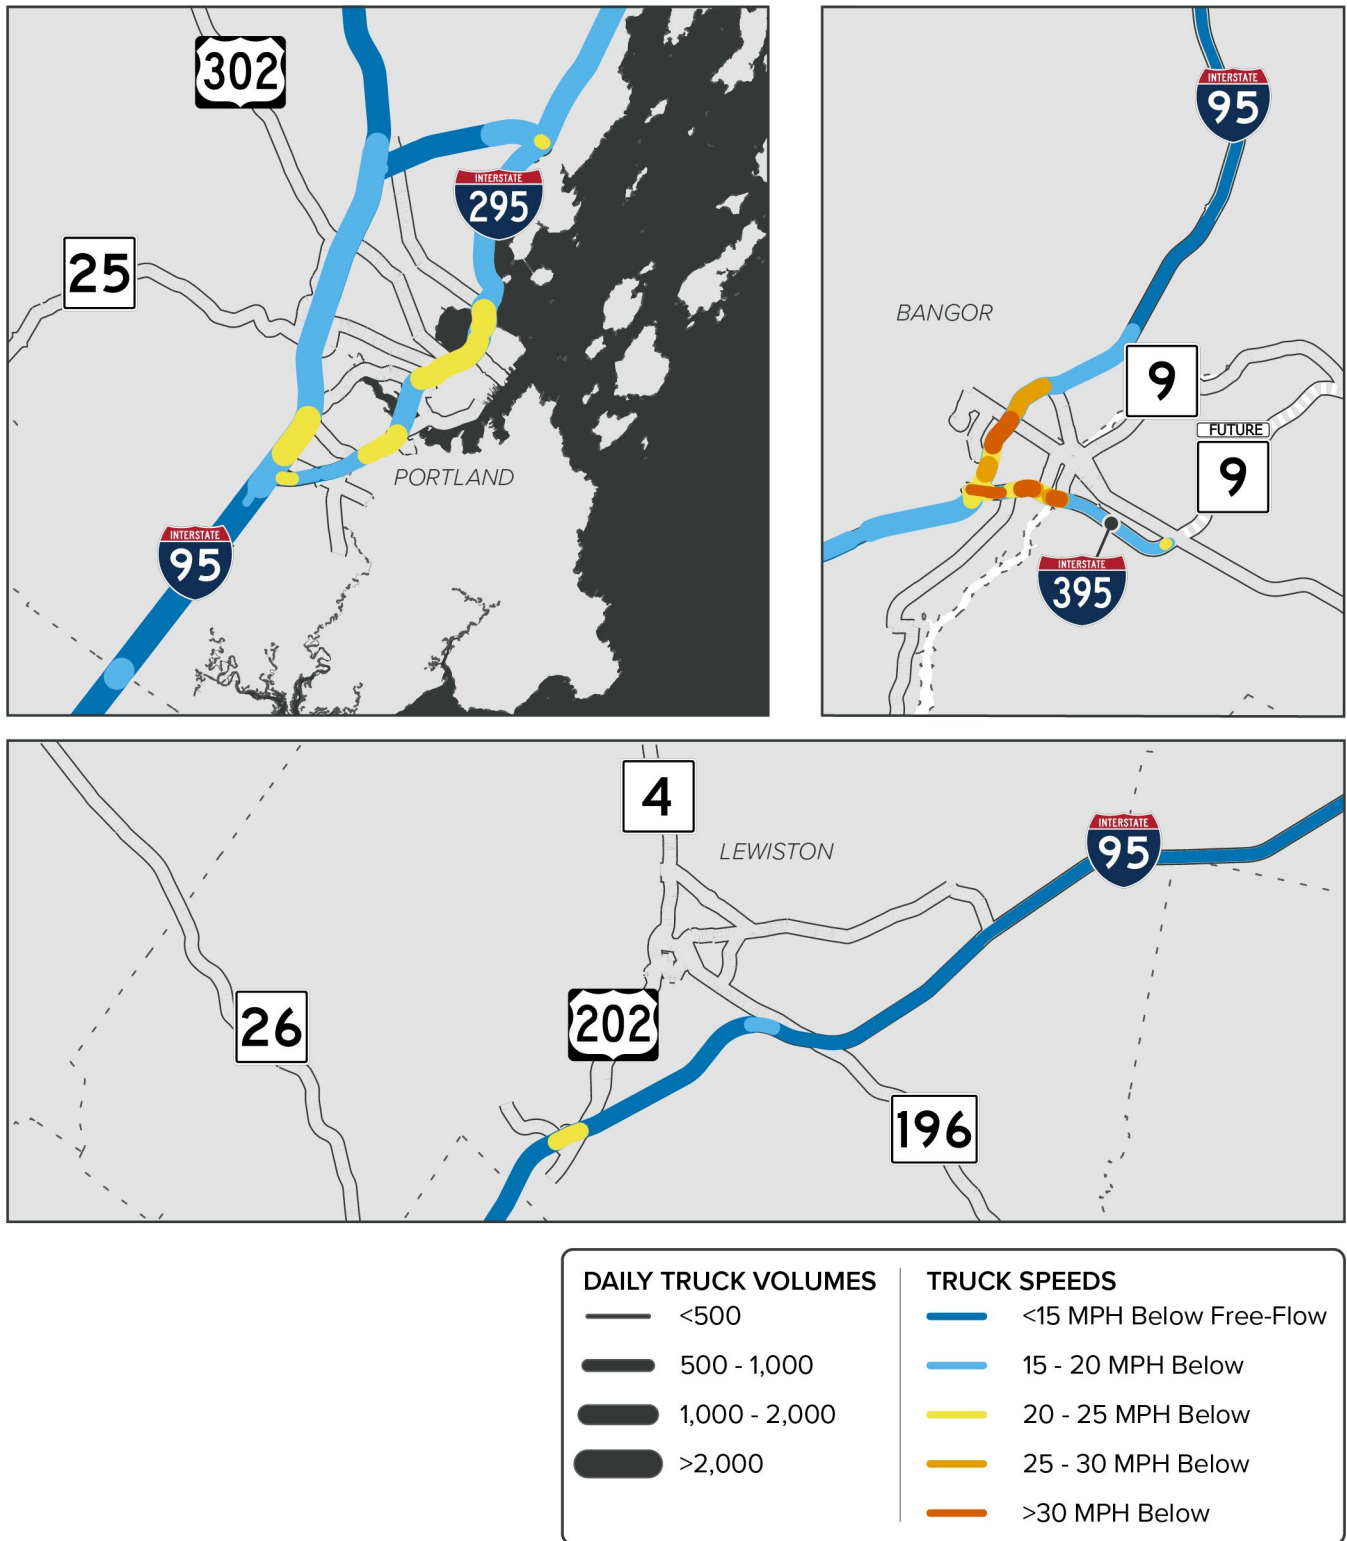 302
INTERSTATE
295
25
PORTLAND
INTERSTATE
95
INTERSTATE
95
BANGOR
9
FUTURE
9
INTERSTATE
395
4
LEWISTON
INTERSTATE
95
26
202
196
DAILY TRUCK VOLUMES
<500
500 - 1,000
1,000 - 2,000
>2,000
TRUCK SPEEDS
<15 MPH Below Free-Flow
15 - 20 MPH Below
20 - 25 MPH Below
25 - 30 MPH Below
>30 MPH Below